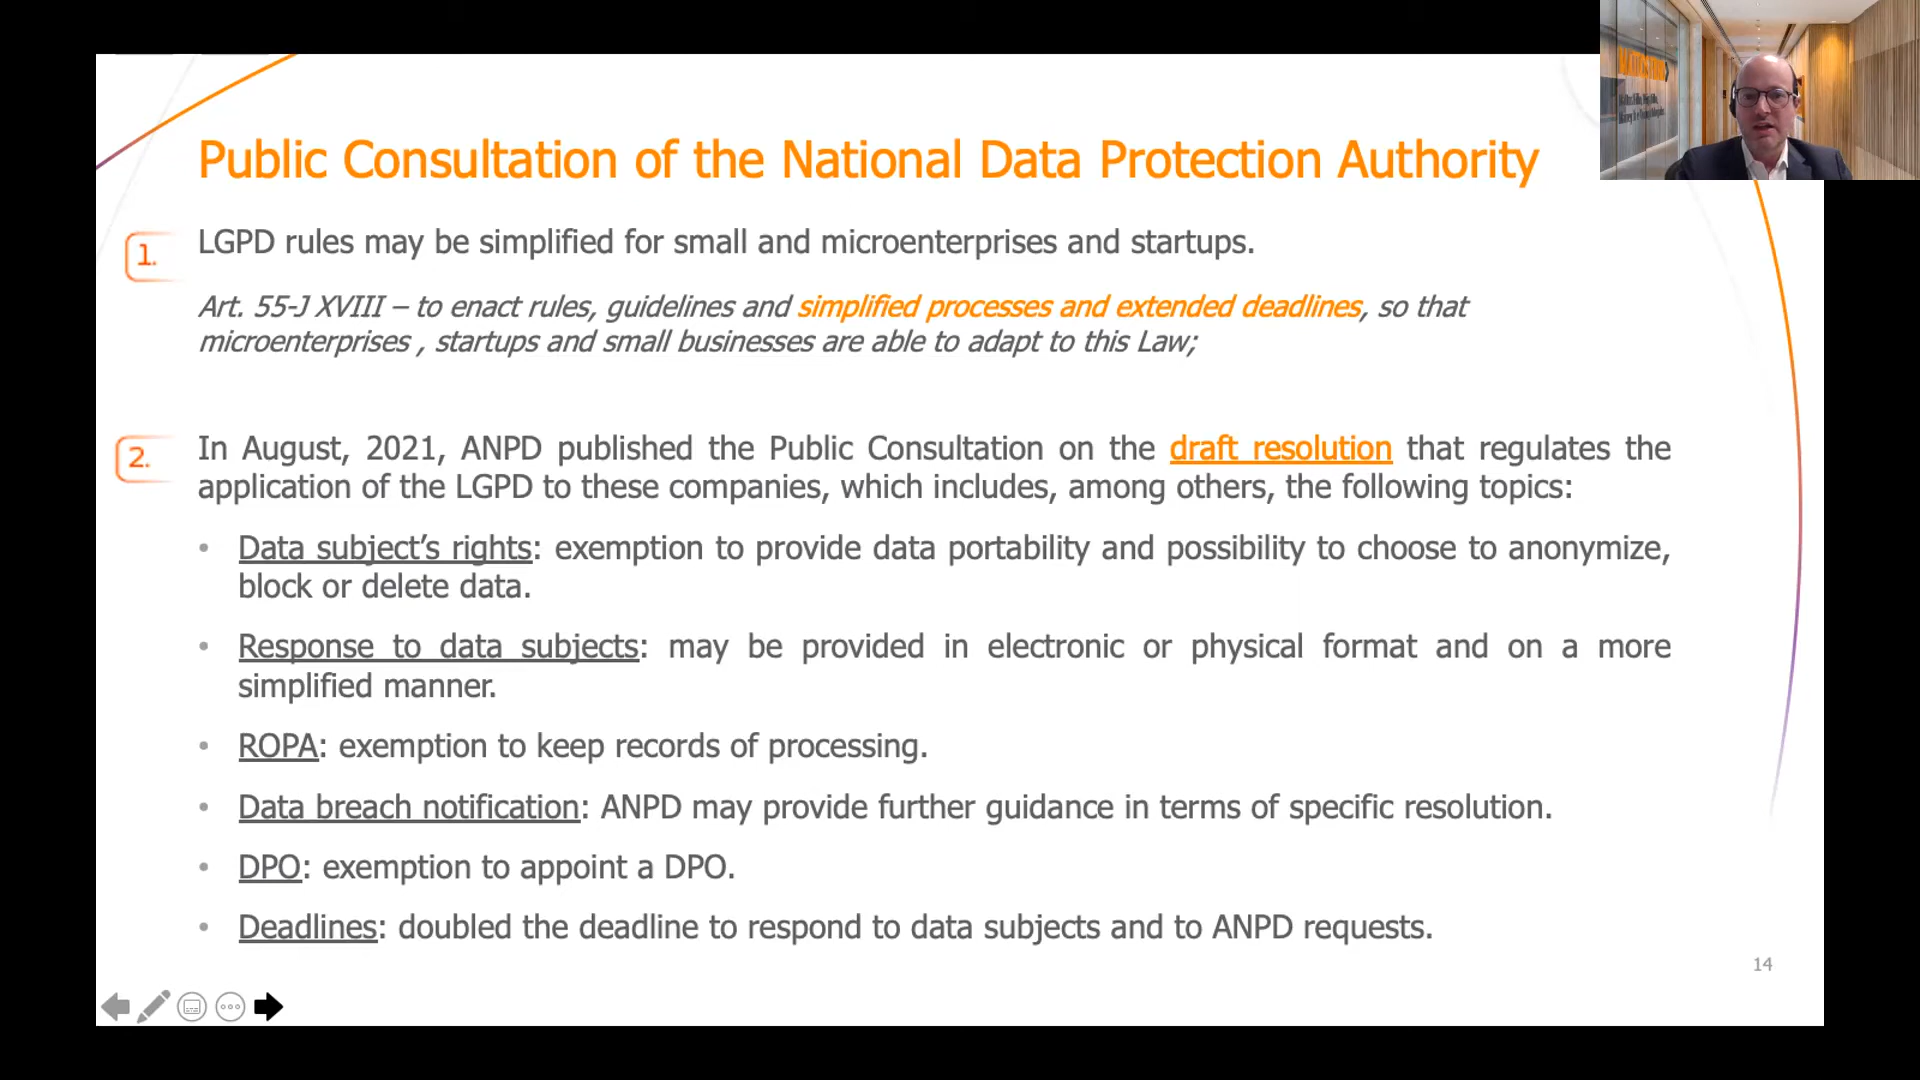 Public Consultation of the National Data Protection Authority
1.
LGPD rules may be simplified for small and microenterprises and startups.
Art. 55-J XVIII – to enact rules, guidelines and simplified processes and extended deadlines, so that
microenterprises , startups and small businesses are able to adapt to this Law;
2.
In August, 2021, ANPD published the Public Consultation on the draft resolution that regulates the
application of the LGPD to these companies, which includes, among others, the following topics:
• Data subject’s rights: exemption to provide data portability and possibility to choose to anonymize,
block or delete data.
• Response to data subjects: may be provided in electronic or physical format and on a more
simplified manner.
• ROPA: exemption to keep records of processing.
• Data breach notification: ANPD may provide further guidance in terms of specific resolution.
• DPO: exemption to appoint a DPO.
• Deadlines: doubled the deadline to respond to data subjects and to ANPD requests.
14